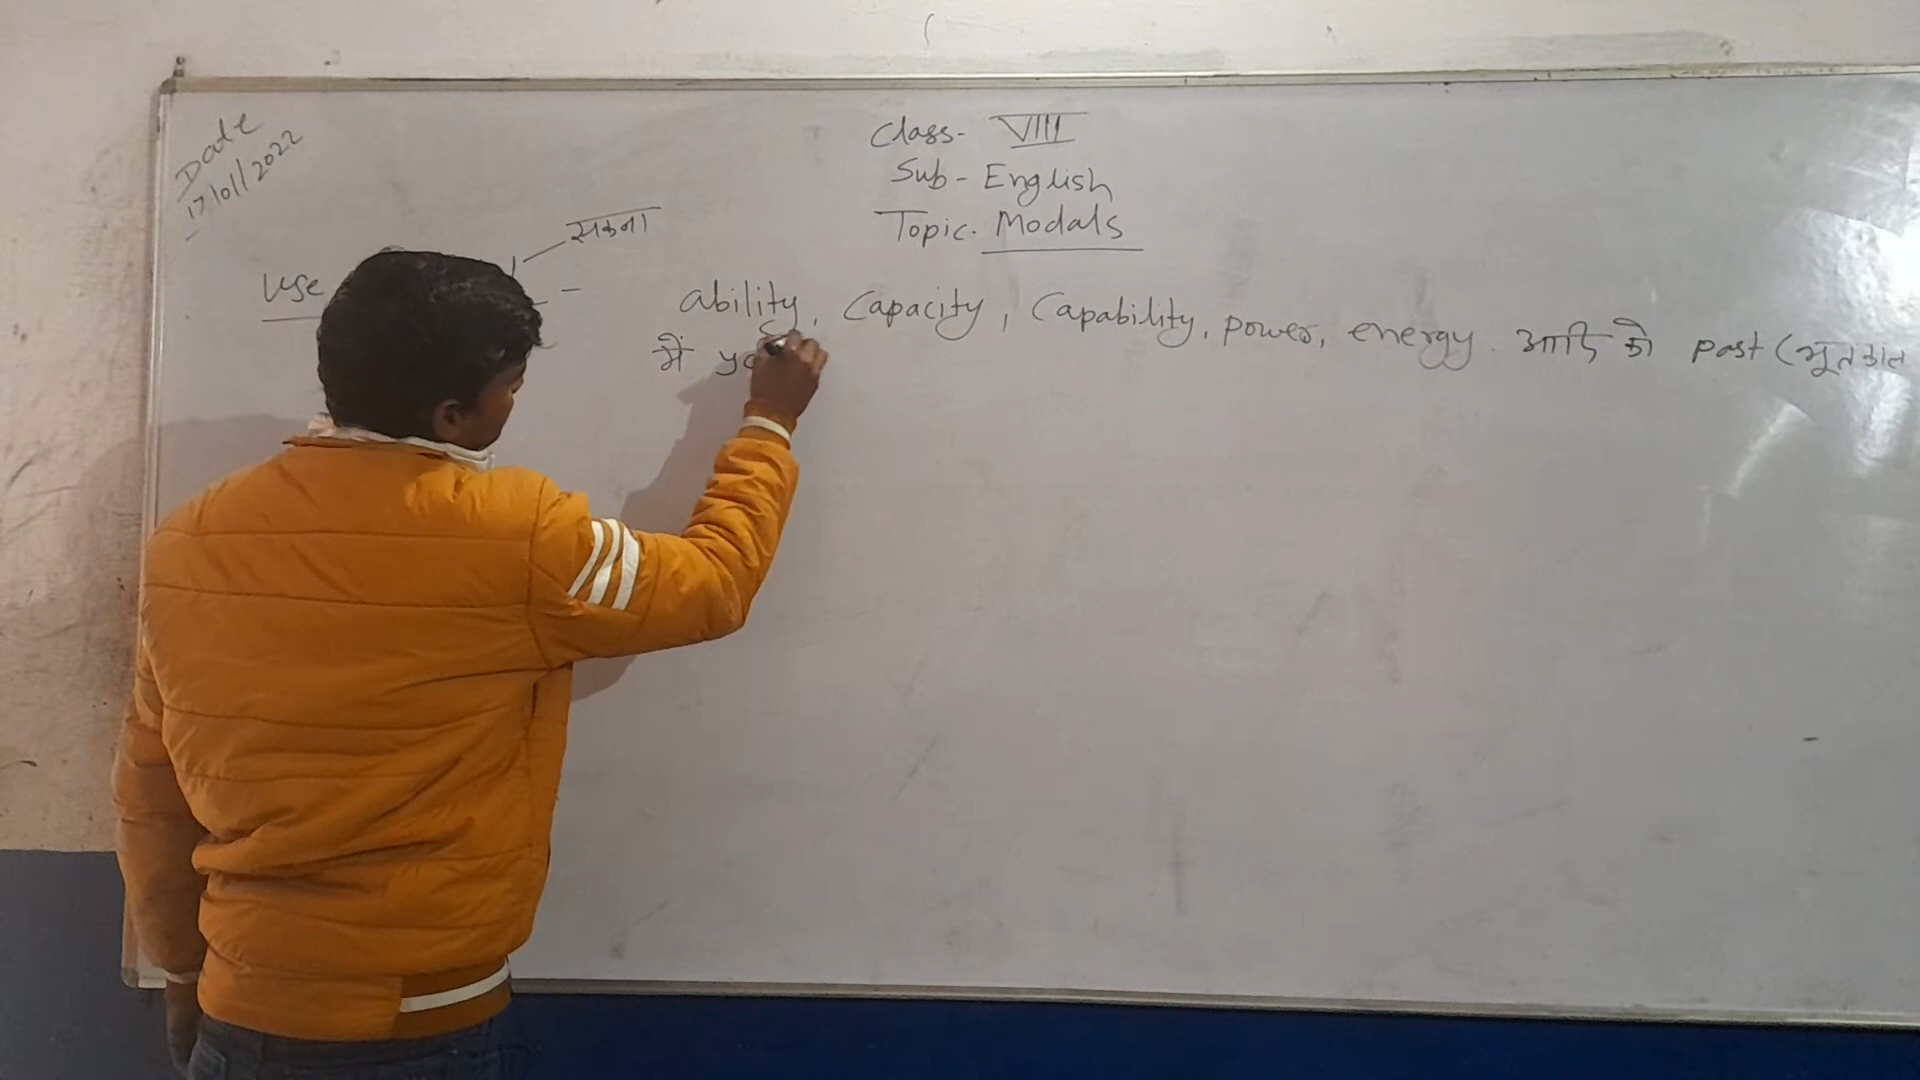 Date
17/01/2022
Class- VIII
Sub- English
Topic. Modals
सकना
Use
ability, Capacity, Capability, power, energy. आदि को past (भूतकाल
में